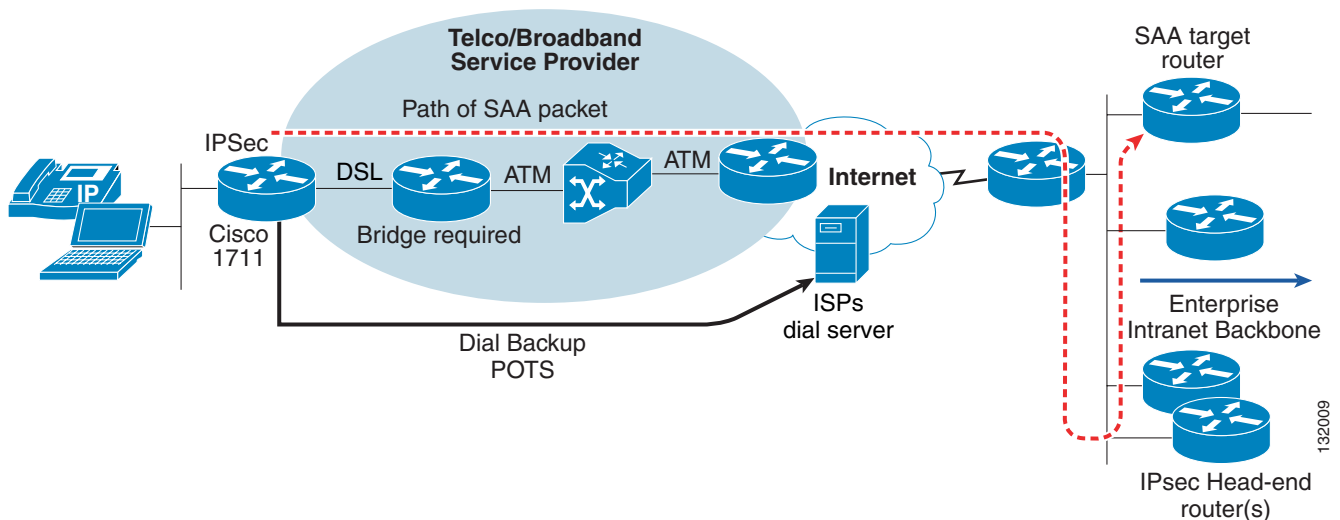 Telco/Broadband
Service Provider
SAA target
router
Path of SAA packet
IPSec
DSL
ATM
ATM
Internet
IP
Cisco
1711
Bridge required
ISPs
dial server
Enterprise
Intranet Backbone
Dial Backup
POTS
IPsec Head-end
router(s)
132009